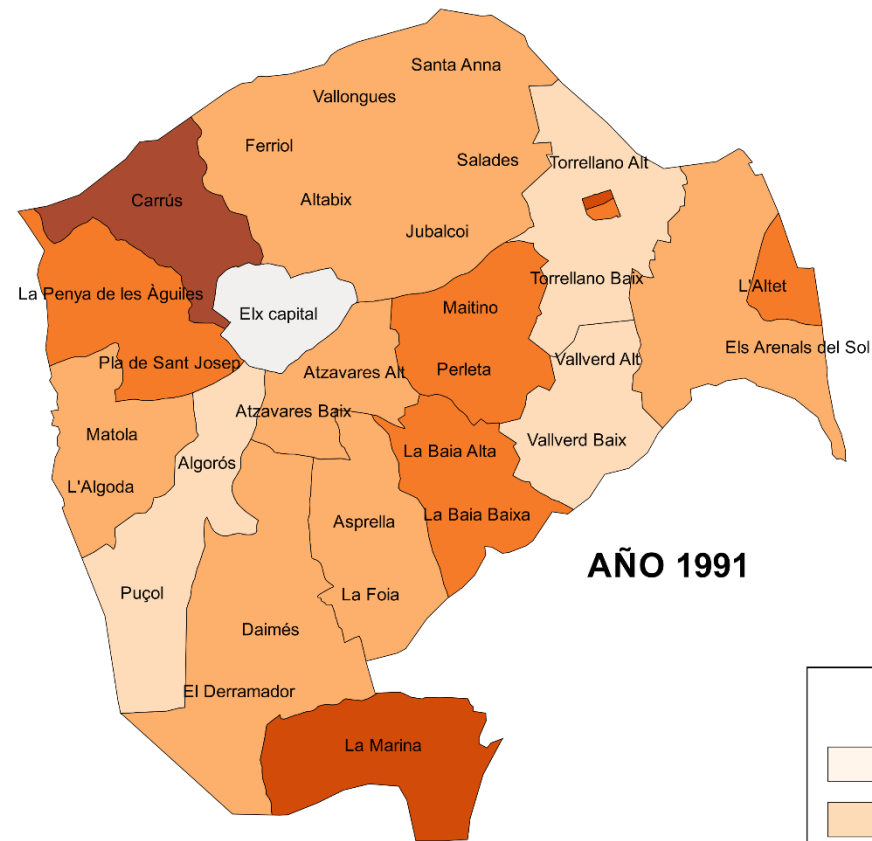 Santa Anna
Vallongues
Ferriol
Salades
Torrellano Alt
Carrús
Altabix
Jubalcoi
Torrellano Baix
L'Altet
La Penya de les Àguiles
Elx capital
Maitino
Els Arenals del Sol
Pla de Sant Josep
Atzavares Alt
Perleta
Vallverd Alt
Atzavares Baix
Matola
Algorós
La Baia Alta
Vallverd Baix
L'Algoda
Asprella
La Baia Baixa
AÑO 1991
Puçol
La Foia
Daimés
El Derramador
La Marina